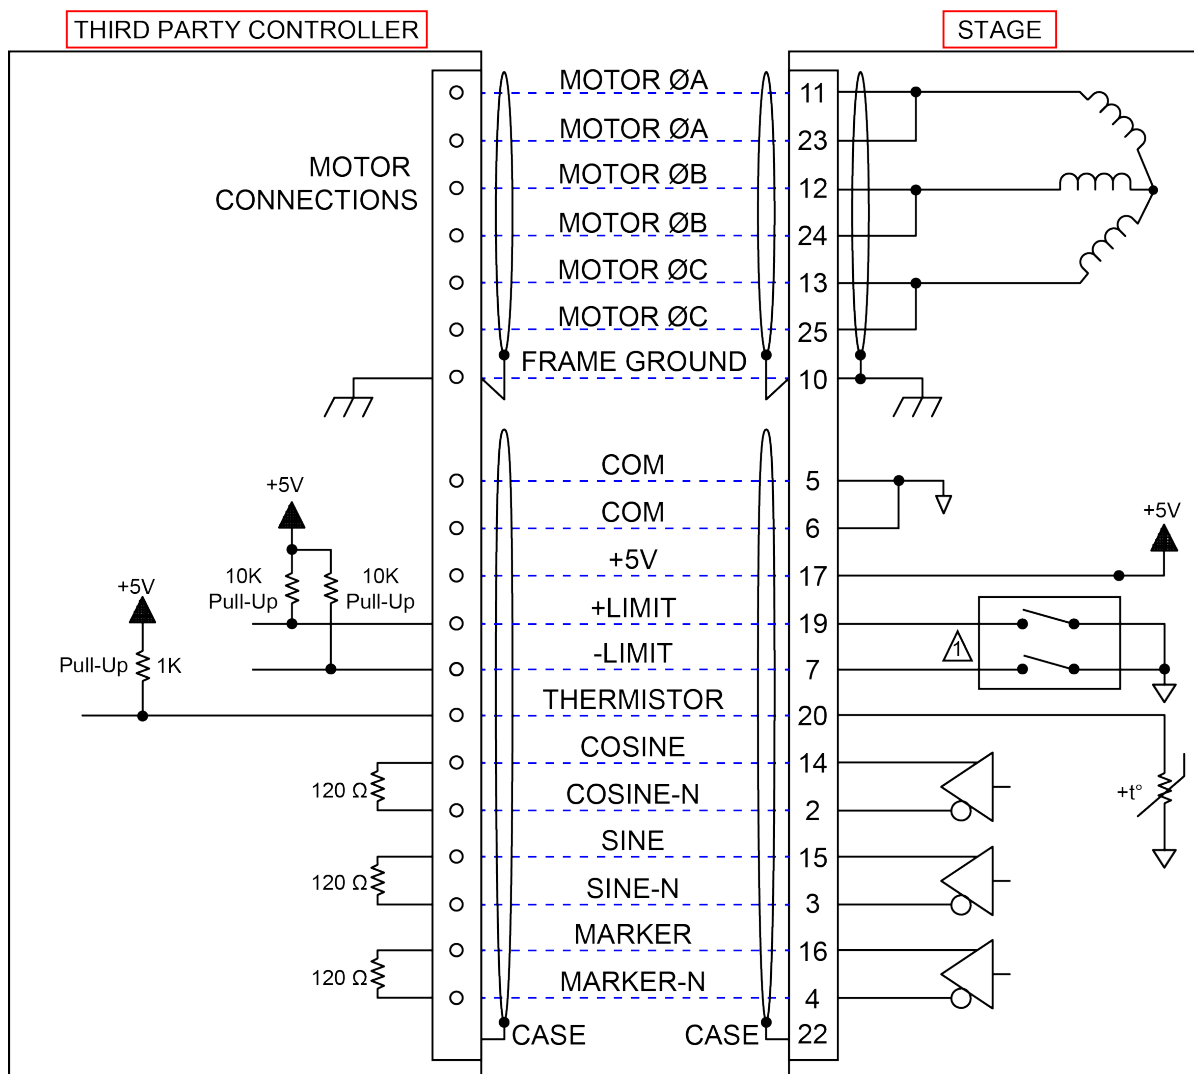 THIRD PARTY CONTROLLER
STAGE
MOTOR
CONNECTIONS
MOTOR ØA
11
MOTOR ØA
23
MOTOR ØB
12
MOTOR ØB
24
MOTOR ØC
13
MOTOR ØC
25
FRAME GROUND
10
COM
5
COM
6
+5V
17
+5V
+5V
10K
Pull-Up
10K
Pull-Up
+LIMIT
19
-LIMIT
7
1
+5V
Pull-Up
1K
THERMISTOR
20
+t°
COSINE
14
120 Ω
COSINE-N
2
SINE
15
120 Ω
SINE-N
3
MARKER
16
120 Ω
MARKER-N
4
CASE
CASE
22